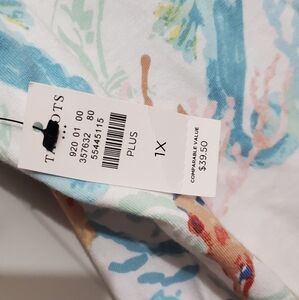 920 01 00 80
357632
55445115
PLUS
1X
COMPARABLE VALUE
$39.50